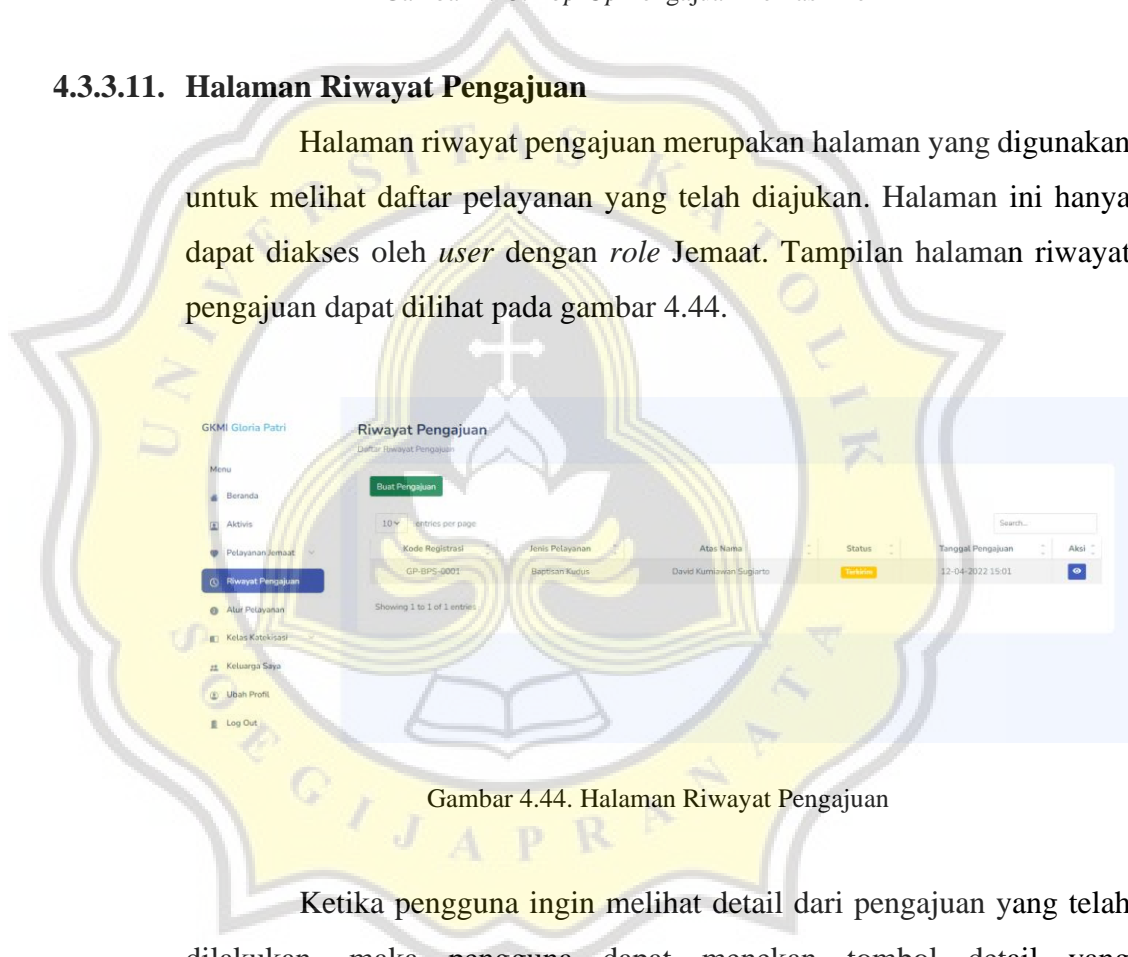 4.3.3.11. Halaman Riwayat Pengajuan
Halaman riwayat pengajuan merupakan halaman yang digunakan
untuk melihat daftar pelayanan yang telah diajukan. Halaman ini hanya
dapat diakses oleh user dengan role Jemaat. Tampilan halaman riwayat
pengajuan dapat dilihat pada gambar 4.44.
UNIVERSITAS KATOLIK
SOEGIJAPRANATA
GKMI Gloria Patri
Menu
Beranda
Aktivis
Pelayanan Jemaat
Riwayat Pengajuan
Alur Pelayanan
Kelas Katekisasi
Keluarga Saya
Ubah Profil
Log Out
Riwayat Pengajuan
Daftar Riwayat Pengajuan
Buat Pengajuan
10 entries per page
Search...
Kode Registrasi Jenis Pelayanan Atas Nama Status Tanggal Pengajuan Aksi
GP-BPS-0001 Baptisan Kudus David Kurniawan Sugiarto Terkirim 12-04-2022 15:01
Showing 1 to 1 of 1 entries
Gambar 4.44. Halaman Riwayat Pengajuan
Ketika pengguna ingin melihat detail dari pengajuan yang telah
dilakukan, maka pengguna dapat menekan tombol detail yang